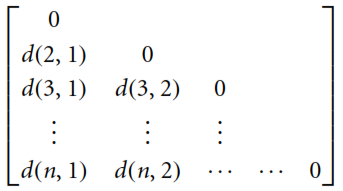 0
d(2, 1) 0
d(3, 1) d(3, 2) 0
⋮ ⋮ ⋮
d(n, 1) d(n, 2) ⋯ ⋯ 0